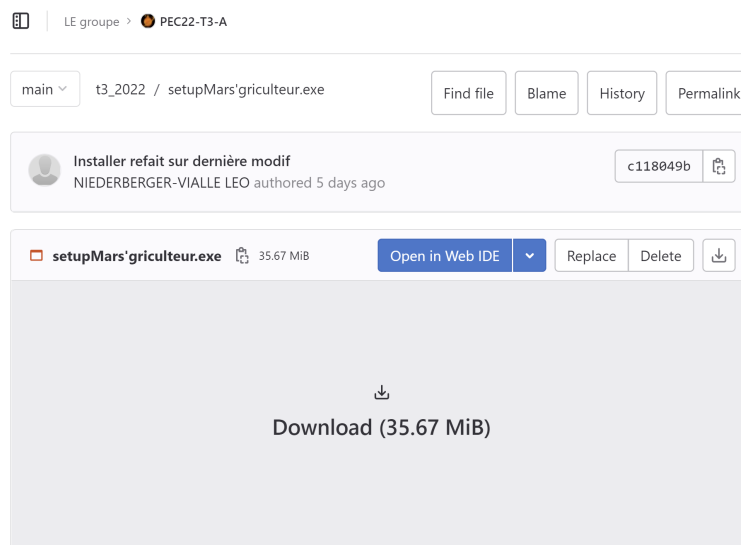 LE groupe > PEC22-T3-A
main t3_2022 / setupMars'griculteur.exe Find file Blame History Permalink
Installer refait sur dernière modif
NIEDERBERGER-VIALLE LEO authored 5 days ago c118049b
setupMars'griculteur.exe 35.67 MiB Open in Web IDE Replace Delete
Download (35.67 MiB)